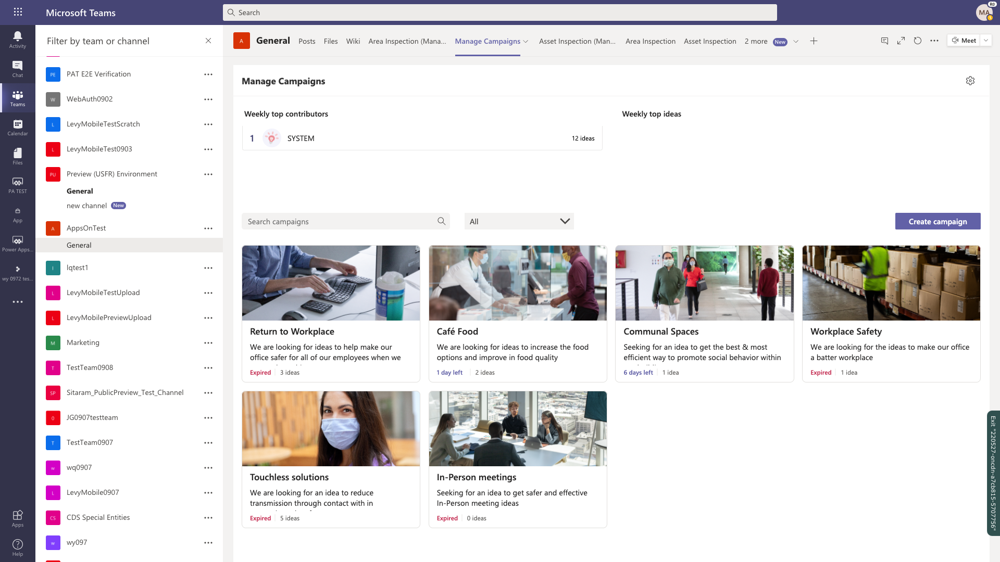 Microsoft Teams
Search
MA
R0
Activity
Chat
Teams
Calendar
Files
PA TEST
App
Power Apps...
wy 0972 tes...
Apps
Help
Filter by team or channel
PE PAT E2E Verification
W WebAuth0902
L LevyMobileTestScratch
L LevyMobileTest0903
PU Preview (USFR) Environment
General
new channel New
A AppsOnTest
General
I Iqtest1
L LevyMobileTestUpload
L LevyMobilePreviewUpload
M Marketing
T TestTeam0908
SP Sitaram_PublicPreview_Test_Channel
0 JG0907testteam
T TestTeam0907
w wq0907
L LevyMobile0907
CS CDS Special Entities
w wy097
A General Posts Files Wiki Area Inspection (Mana... Manage Campaigns Asset Inspection (Man... Area Inspection Asset Inspection 2 more New Meet
Manage Campaigns
Weekly top contributors
1 SYSTEM 12 ideas
Weekly top ideas
Search campaigns
All
Create campaign
Return to Workplace
We are looking for ideas to help make our
office safer for all of our employees when we
Expired 3 ideas
Café Food
We are looking for ideas to increase the food
options and improve in food quality
1 day left 2 ideas
Communal Spaces
Seeking for an idea to get the best & most
efficient way to promote social behavior within
6 days left 1 idea
Workplace Safety
We are looking for the ideas to make our office
a batter workplace
Expired 1 idea
Touchless solutions
We are looking for an idea to reduce
transmission through contact with in
Expired 5 ideas
In-Person meetings
Seeking for an idea to get safer and effective
In-Person meeting ideas
Expired 0 ideas
Exit "220527-oncdn-a7cb815-5707756"